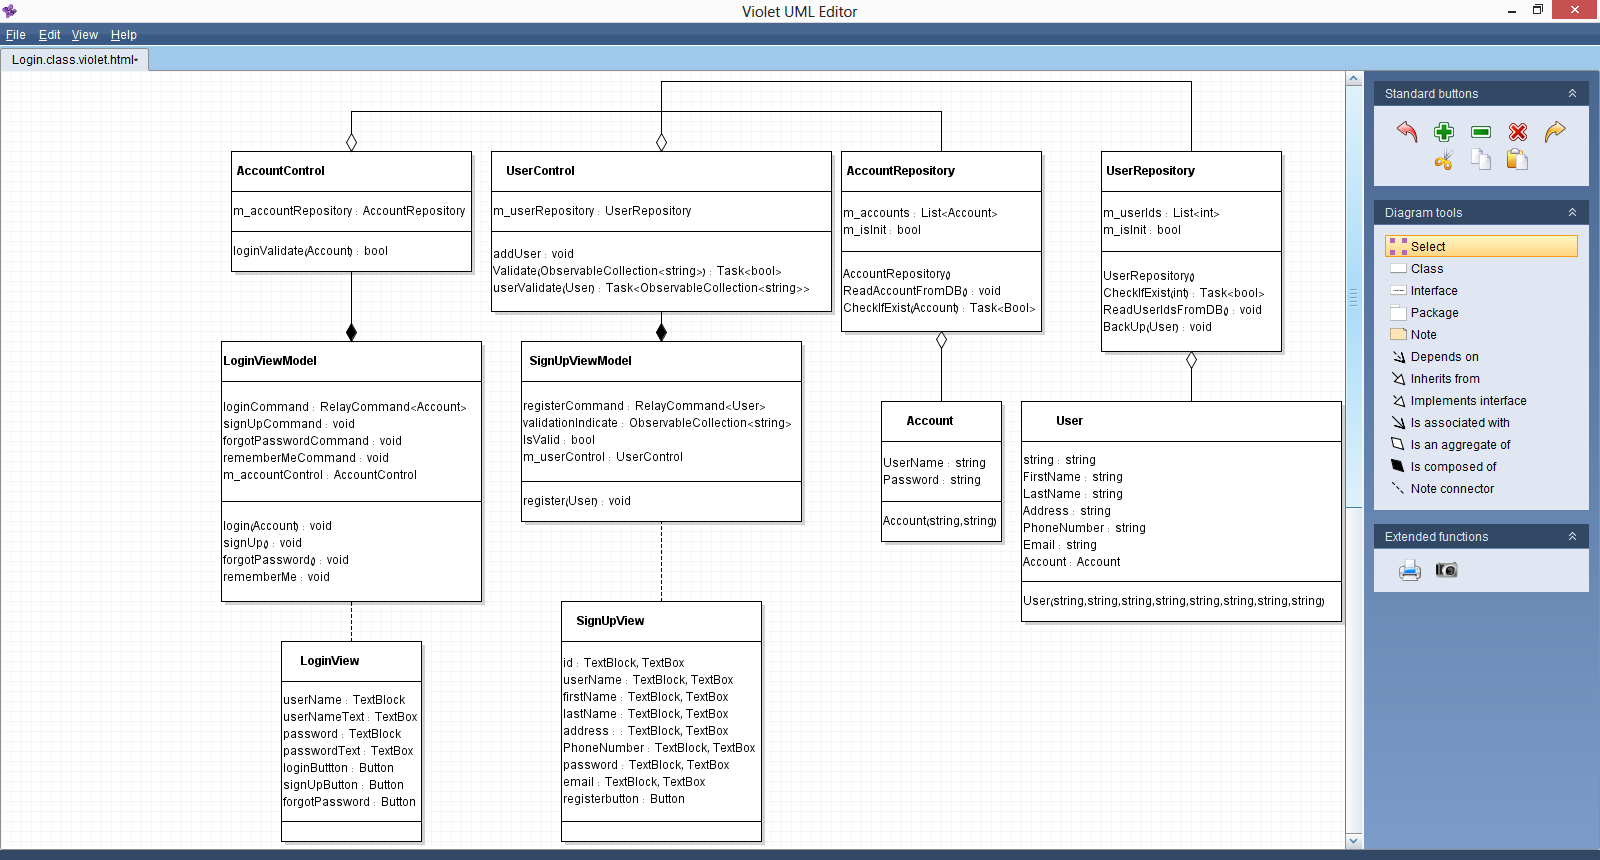 Violet UML Editor
File Edit View Help
Login.class.violet.html*
AccountControl
m_accountRepository : AccountRepository
loginValidate(Account) : bool
UserControl
m_userRepository : UserRepository
addUser : void
Validate(ObservableCollection<string>) : Task<bool>
userValidate(User) : Task<ObservableCollection<string>>
AccountRepository
m_accounts : List<Account>
m_isInit : bool
AccountRepository()
ReadAccountFromDB() : void
CheckIfExist(Account) : Task<Bool>
UserRepository
m_userIds : List<int>
m_isInit : bool
UserRepository()
CheckIfExist(int) : Task<bool>
ReadUserIdsFromDB() : void
BackUp(User) : void
LoginViewModel
loginCommand : RelayCommand<Account>
signUpCommand : void
forgotPasswordCommand : void
rememberMeCommand : void
m_accountControl : AccountControl
login(Account) : void
signUp() : void
forgotPassword() : void
rememberMe : void
SignUpViewModel
registerCommand : RelayCommand<User>
validationIndicate : ObservableCollection<string>
IsValid : bool
m_userControl : UserControl
register(User) : void
Account
UserName : string
Password : string
Account(string,string)
User
string : string
FirstName : string
LastName : string
Address : string
PhoneNumber : string
Email : string
Account : Account
User(string,string,string,string,string,string,string,string)
LoginView
userName : TextBlock
userNameText : TextBox
password : TextBlock
passwordText : TextBox
loginButtton : Button
signUpButton : Button
forgotPassword : Button
SignUpView
id : TextBlock, TextBox
userName : TextBlock, TextBox
firstName : TextBlock, TextBox
lastName : TextBlock, TextBox
address : : TextBlock, TextBox
PhoneNumber : TextBlock, TextBox
password : TextBlock, TextBox
email : TextBlock, TextBox
registerbutton : Button
Standard buttons
Diagram tools
Select
Class
Interface
Package
Note
Depends on
Inherits from
Implements interface
Is associated with
Is an aggregate of
Is composed of
Note connector
Extended functions